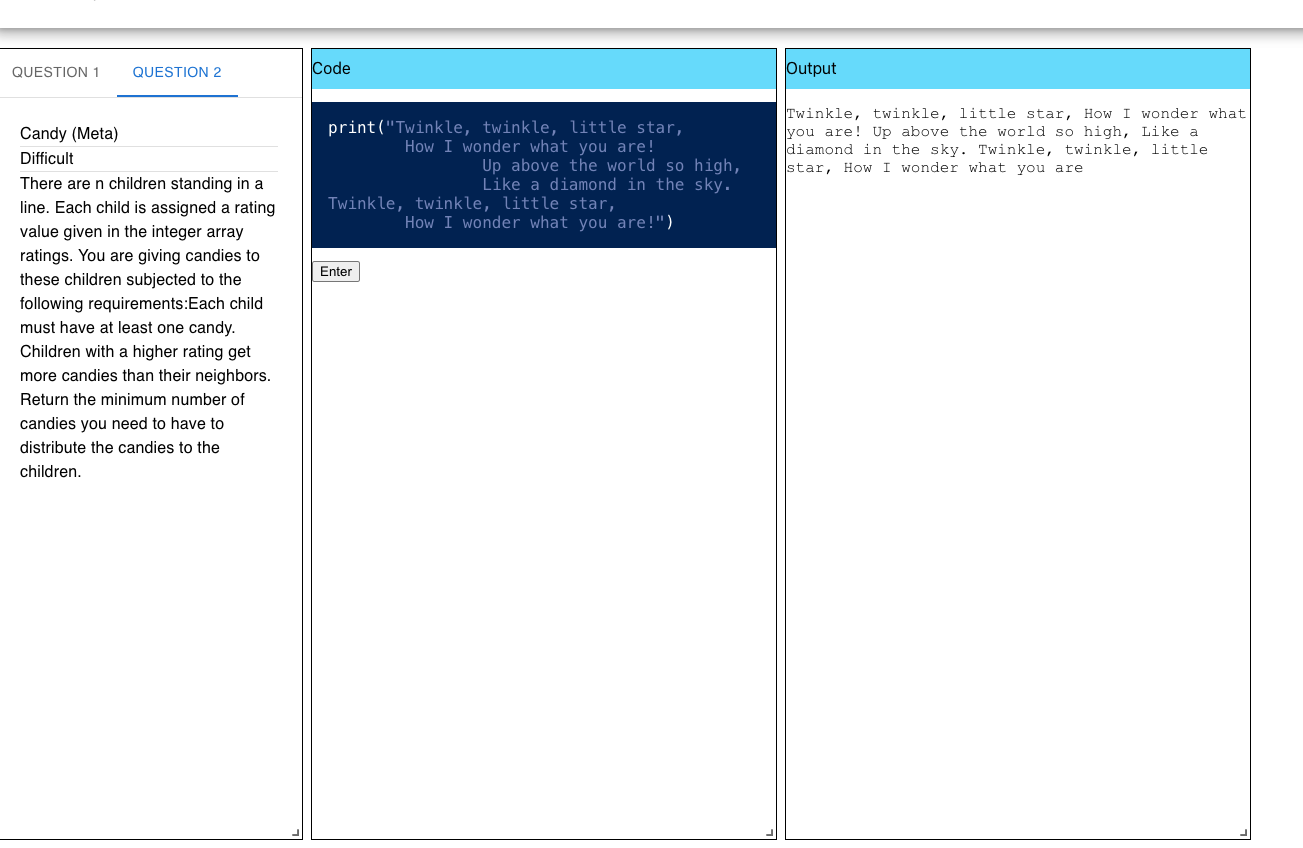 QUESTION 1
QUESTION 2
Candy (Meta)
Difficult
There are n children standing in a
line. Each child is assigned a rating
value given in the integer array
ratings. You are giving candies to
these children subjected to the
following requirements:Each child
must have at least one candy.
Children with a higher rating get
more candies than their neighbors.
Return the minimum number of
candies you need to have to
distribute the candies to the
children.
Code
print("Twinkle, twinkle, little star,
How I wonder what you are!
Up above the world so high,
Like a diamond in the sky.
Twinkle, twinkle, little star,
How I wonder what you are!")
Enter
Output
Twinkle, twinkle, little star, How I wonder what
you are! Up above the world so high, Like a
diamond in the sky. Twinkle, twinkle, little
star, How I wonder what you are